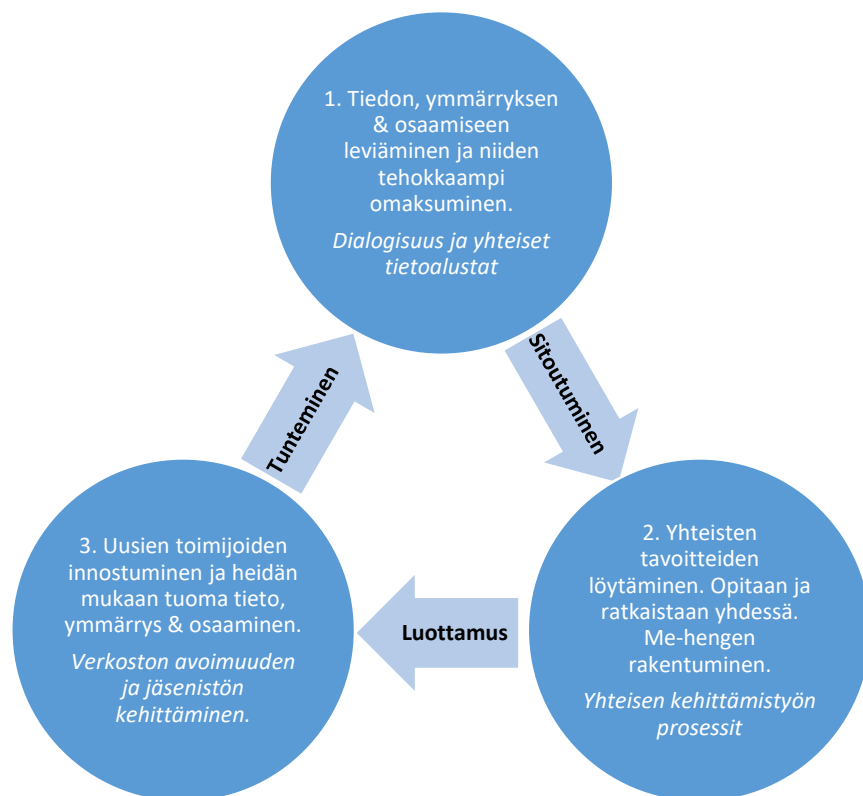 1. Tiedon, ymmärryksen
& osaamiseen
leviäminen ja niiden
tehokkaampi
omaksuminen.
Dialogisuus ja yhteiset
tietoalustat
Sitoutuminen
2. Yhteisten
tavoitteiden
löytäminen. Opitaan ja
ratkaistaan yhdessä.
Me-hengen
rakentuminen.
Yhteisen kehittämistyön
prosessit
Luottamus
3. Uusien toimijoiden
innostuminen ja heidän
mukaan tuoma tieto,
ymmärrys & osaaminen.
Verkoston avoimuuden
ja jäsenistön
kehittäminen.
Tunteminen